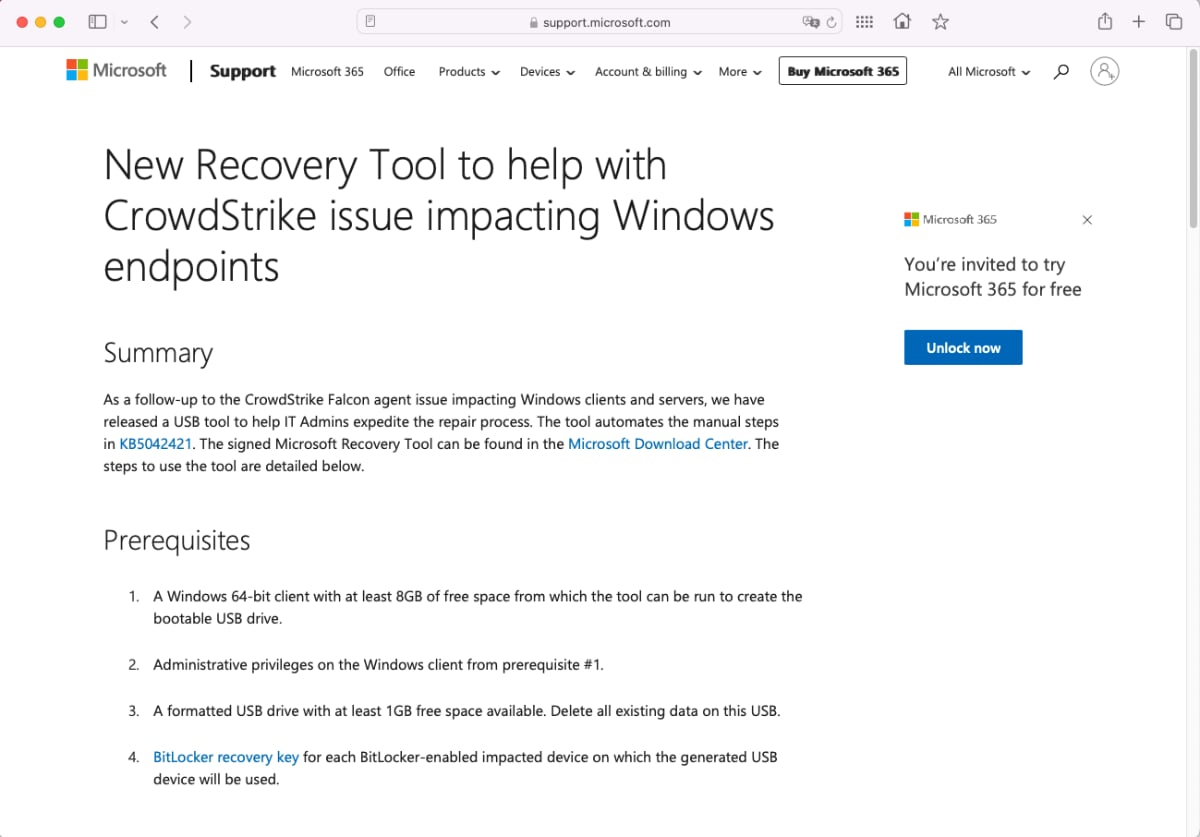 support.microsoft.com
Microsoft | Support Microsoft 365 Office Products Devices Account & billing More Buy Microsoft 365 All Microsoft
New Recovery Tool to help with
CrowdStrike issue impacting Windows
endpoints
Microsoft 365
You're invited to try
Microsoft 365 for free
Unlock now
Summary
As a follow-up to the CrowdStrike Falcon agent issue impacting Windows clients and servers, we have
released a USB tool to help IT Admins expedite the repair process. The tool automates the manual steps
in KB5042421. The signed Microsoft Recovery Tool can be found in the Microsoft Download Center. The
steps to use the tool are detailed below.
Prerequisites
1. A Windows 64-bit client with at least 8GB of free space from which the tool can be run to create the
bootable USB drive.
2. Administrative privileges on the Windows client from prerequisite #1.
3. A formatted USB drive with at least 1GB free space available. Delete all existing data on this USB.
4. BitLocker recovery key for each BitLocker-enabled impacted device on which the generated USB
device will be used.